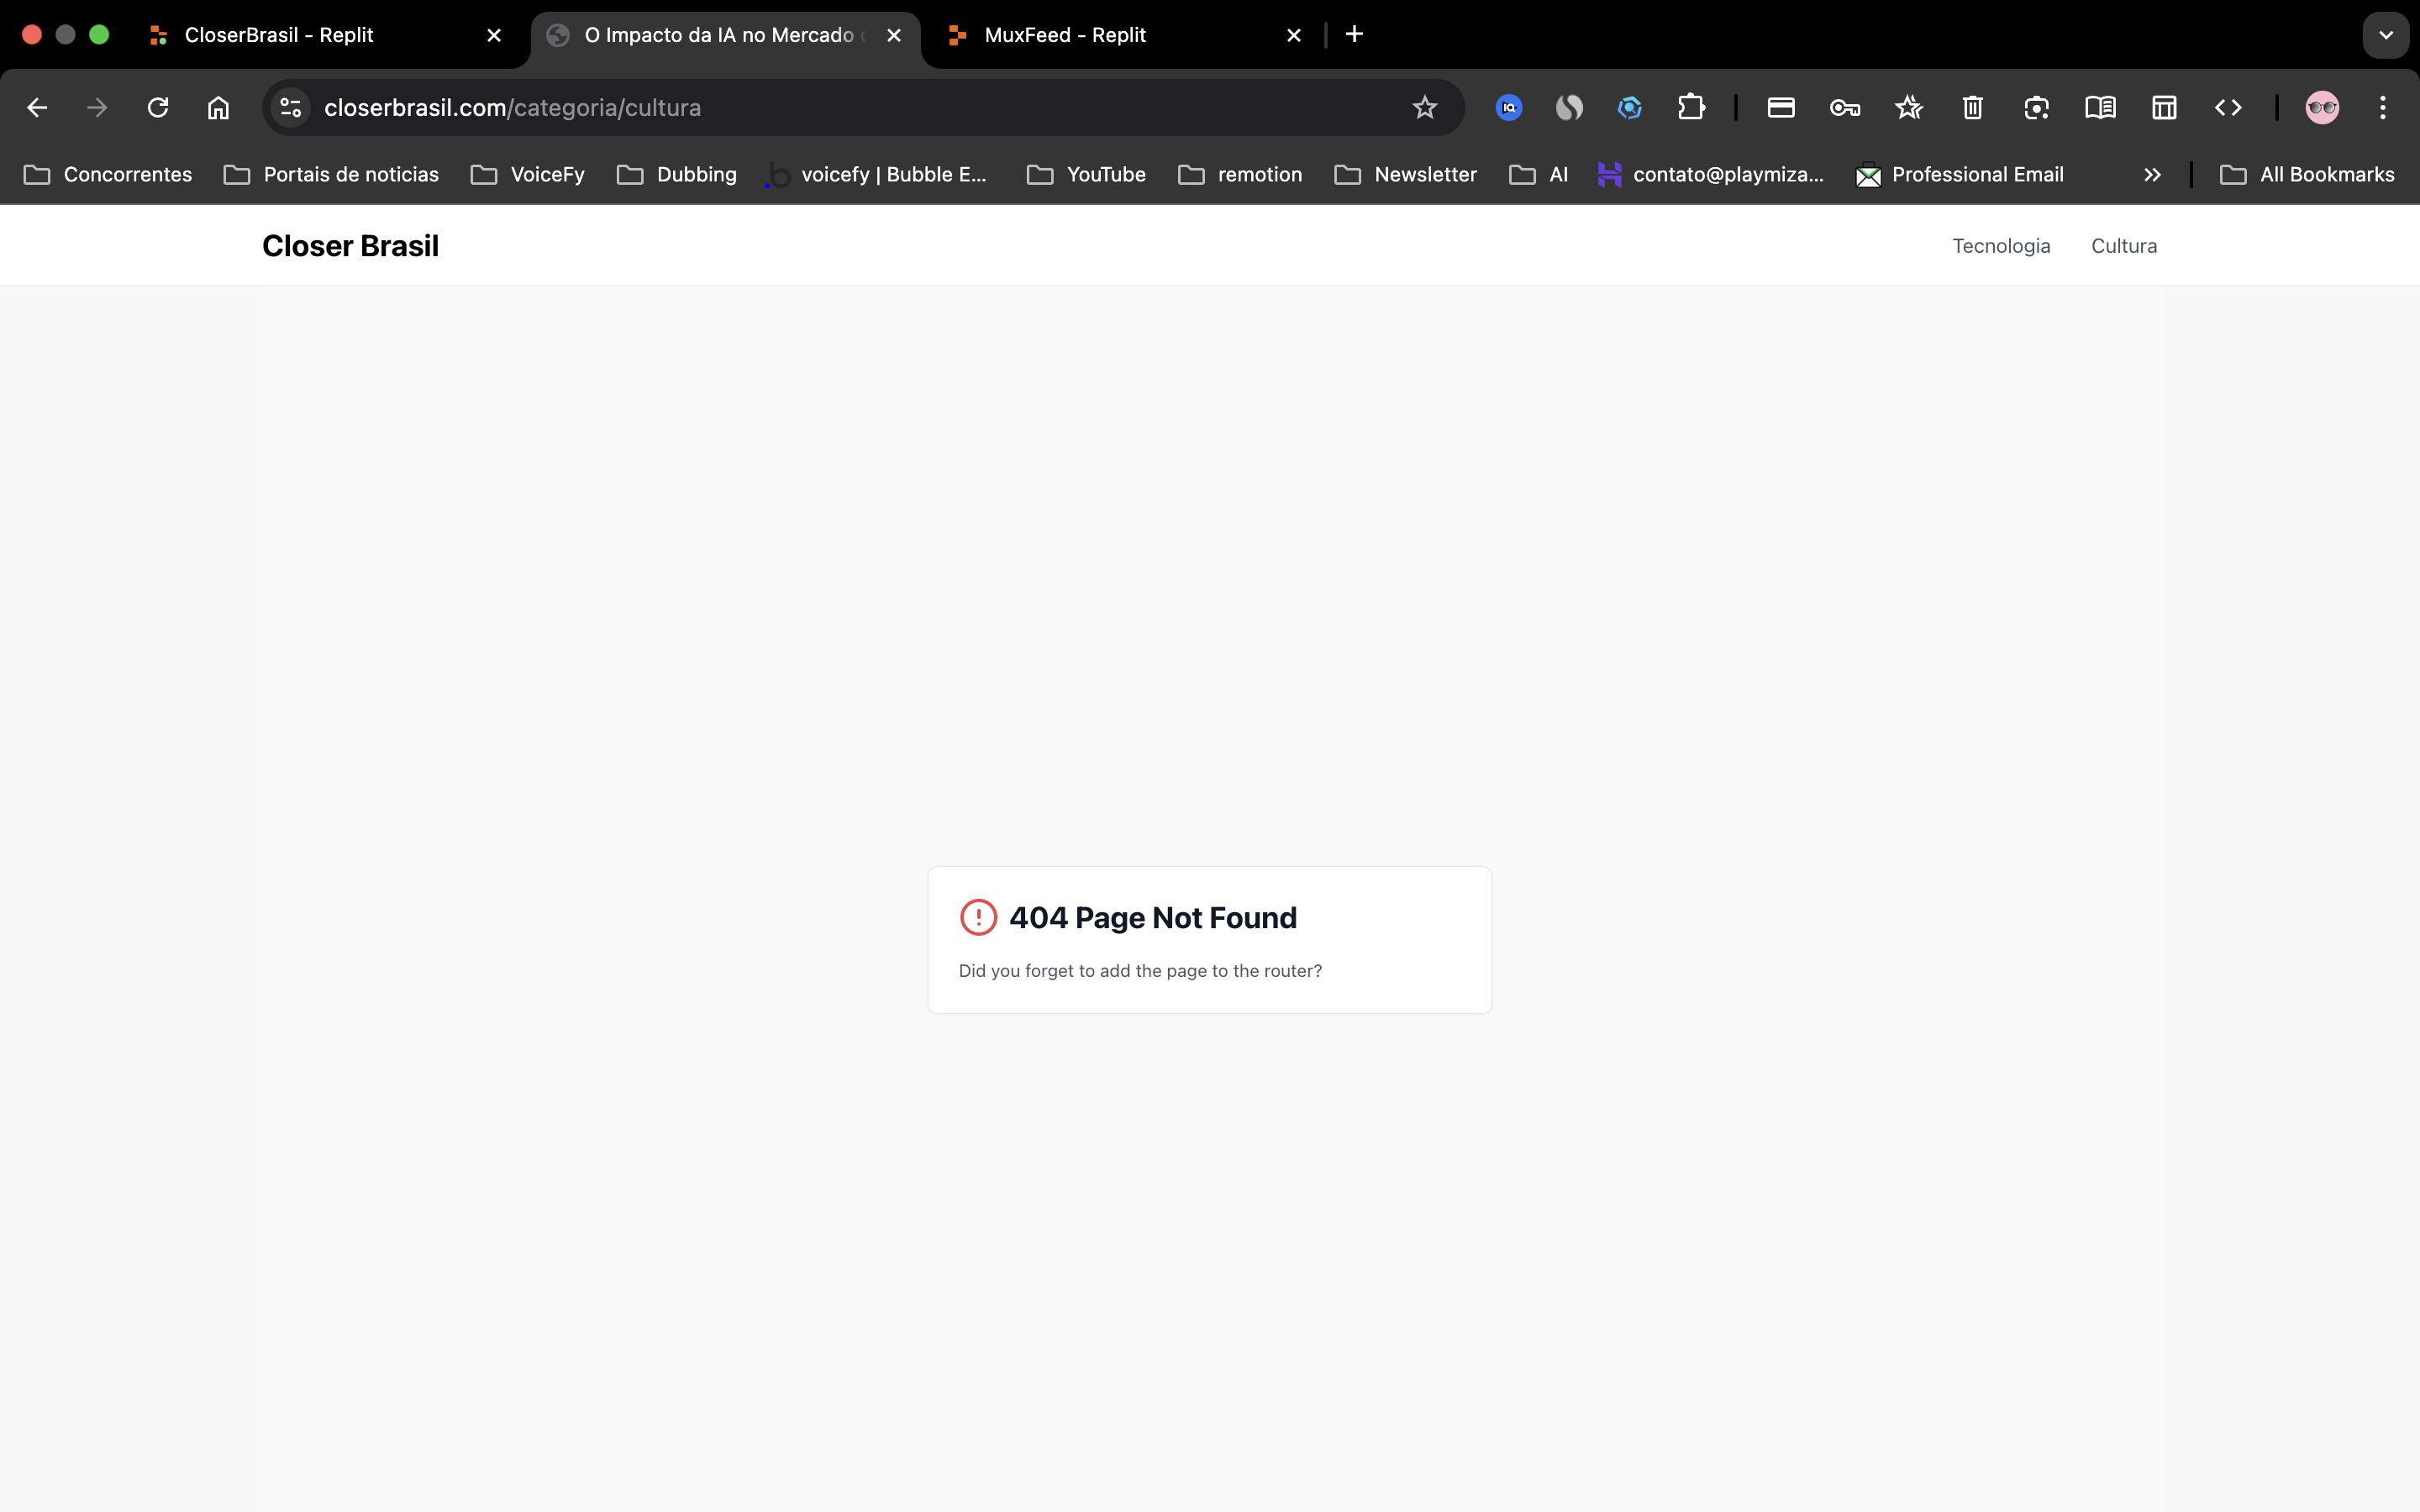 CloserBrasil - Replit
O Impacto da IA no Mercado
MuxFeed - Replit
closerbrasil.com/categoria/cultura
Concorrentes
Portais de noticias
VoiceFy
Dubbing
voicefy | Bubble E...
YouTube
remotion
Newsletter
AI
contato@playmiza...
Professional Email
All Bookmarks
Closer Brasil
Tecnologia
Cultura
404 Page Not Found
Did you forget to add the page to the router?